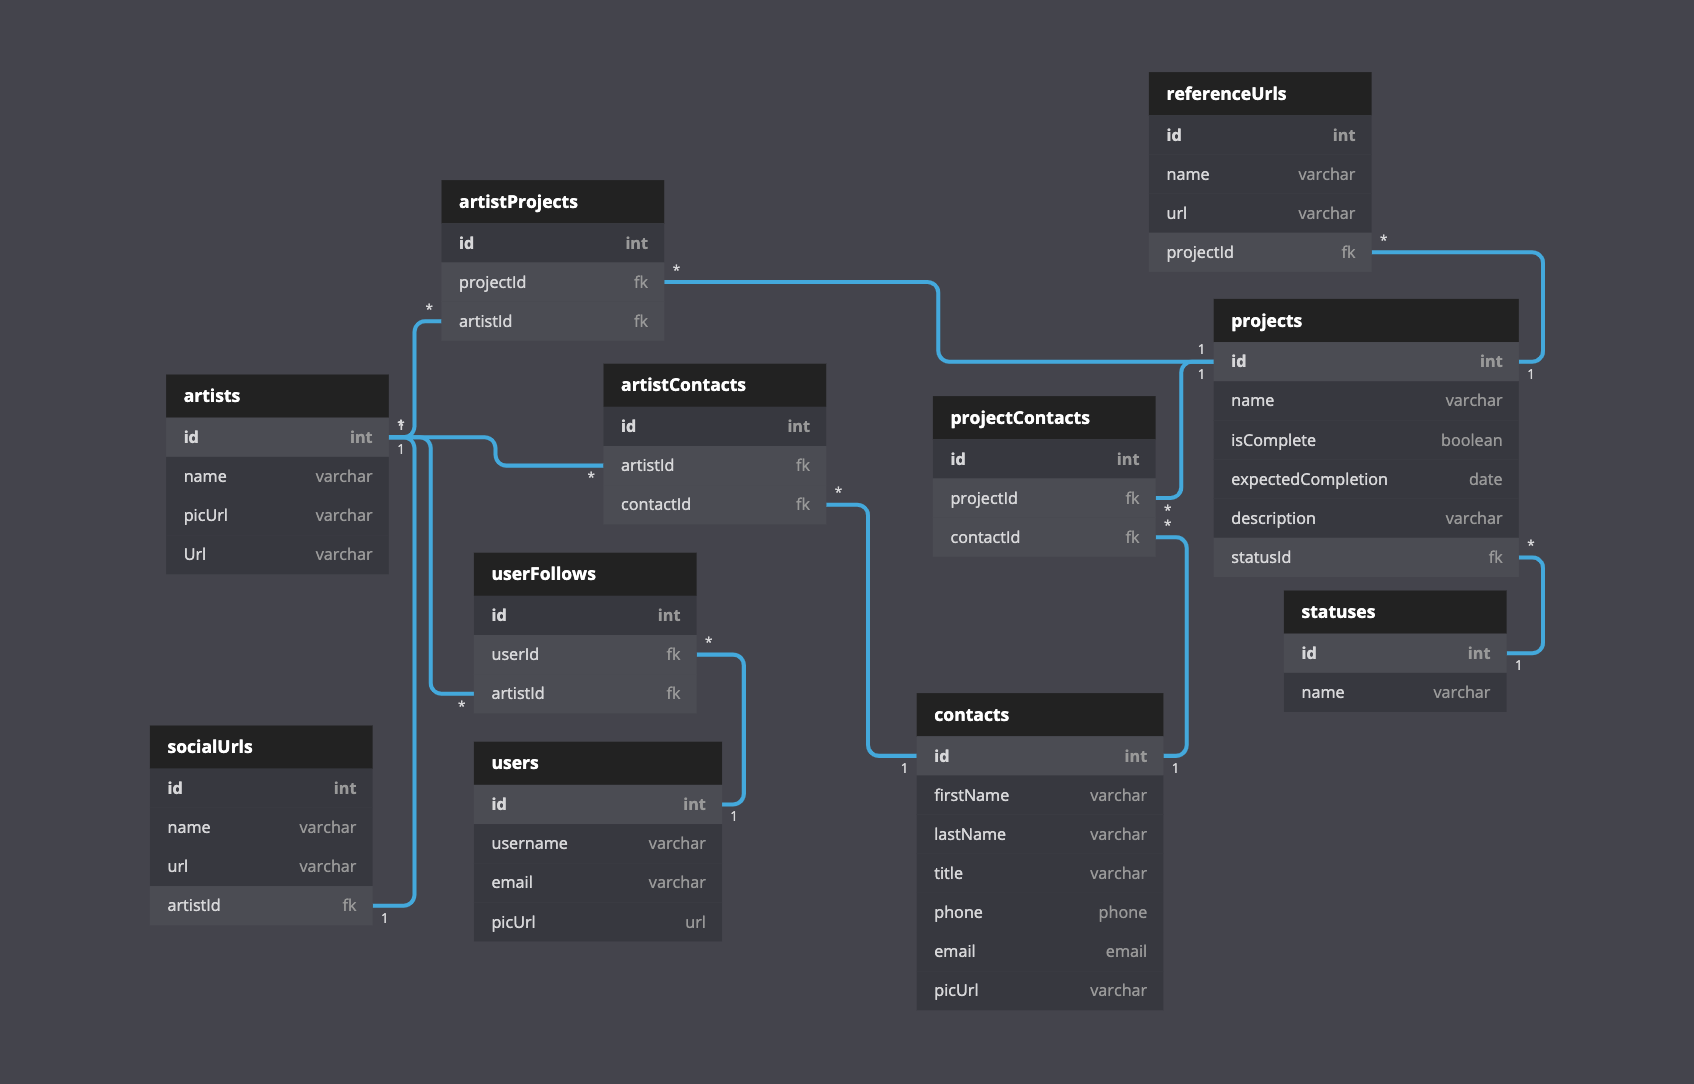 referenceUrls
id int
name varchar
url varchar
projectId fk
*
1
artistProjects
id int
projectId fk
artistId fk
*
*
projects
id int
name varchar
isComplete boolean
expectedCompletion date
description varchar
statusId fk
1
1
*
artistContacts
id int
artistId fk
contactId fk
*
*
artists
id int
name varchar
picUrl varchar
Url varchar
*
1
projectContacts
id int
projectId fk
contactId fk
*
*
userFollows
id int
userId fk
artistId fk
*
*
statuses
id int
name varchar
1
contacts
id int
firstName varchar
lastName varchar
title varchar
phone phone
email email
picUrl varchar
1
1
socialUrls
id int
name varchar
url varchar
artistId fk
1
users
id int
username varchar
email varchar
picUrl url
1